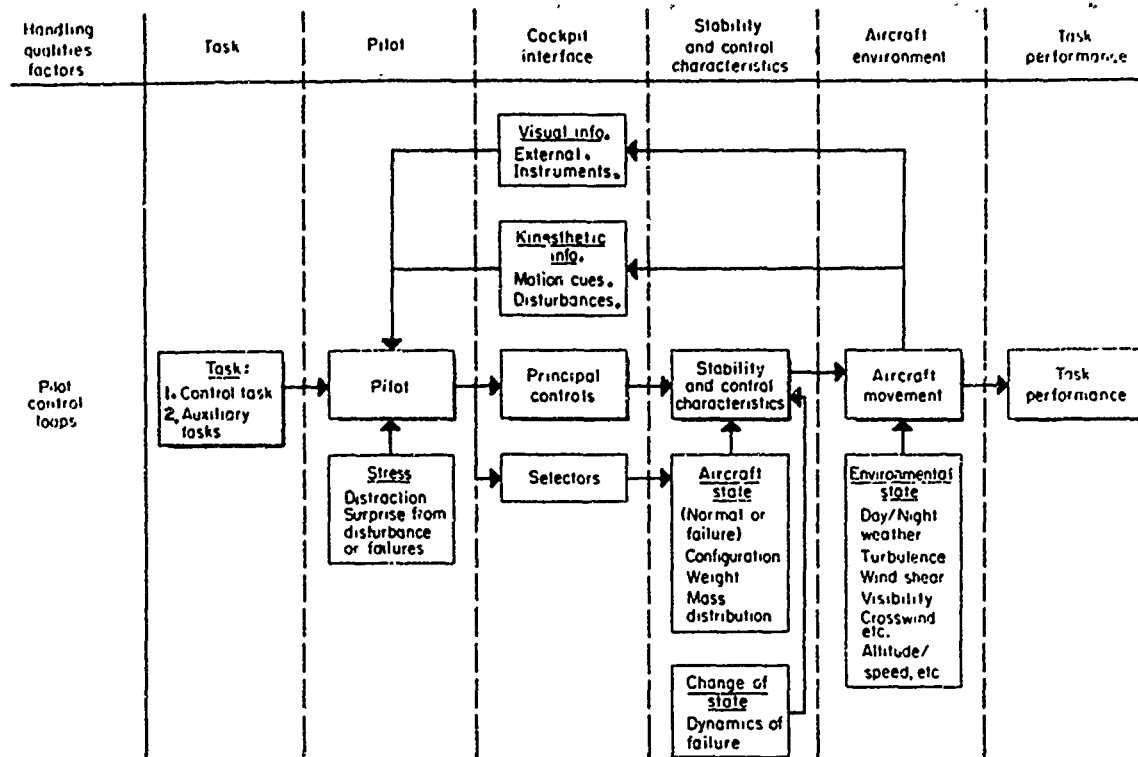 Handling
qualities
factors
Task
Pilot
Cockpit
interface
Stability
and control
characteristics
Aircraft
environment
Task
performance
Visual info.
External.
Instruments.
Kinesthetic
info.
Motion cues.
Disturbances.
Pilot
control
loops
Task:
1. Control task
2. Auxiliary
tasks
Pilot
Principal
controls
Stability
and control
characteristics
Aircraft
movement
Task
performance
Stress
Distraction
Surprise from
disturbance
or failures
Selectors
Aircraft
state
(Normal or
failure)
Configuration
Weight
Mass
distribution
Environmental
state
Day/Night
weather
Turbulence
Wind shear
Visibility
Crosswind
etc.
Altitude/
speed, etc
Change of
state
Dynamics of
failure